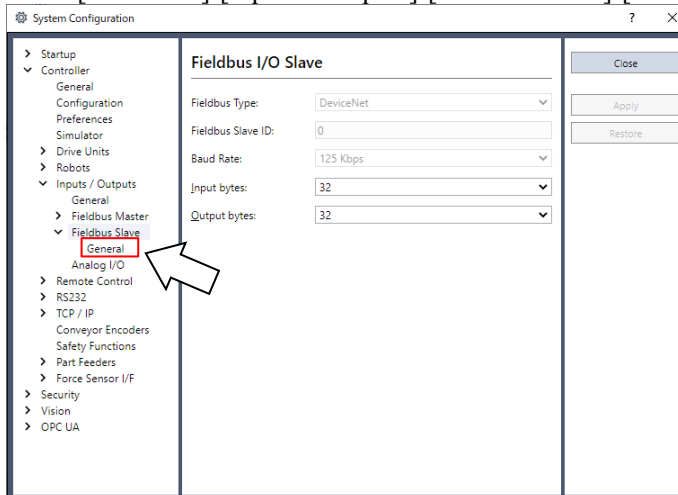 System Configuration
?
Startup
Controller
General
Configuration
Preferences
Simulator
Drive Units
Robots
Inputs / Outputs
General
Fieldbus Master
Fieldbus Slave
General
Analog I/O
Remote Control
RS232
TCP / IP
Conveyor Encoders
Safety Functions
Part Feeders
Force Sensor I/F
Security
Vision
OPC UA
Fieldbus I/O Slave
Fieldbus Type: DeviceNet
Fieldbus Slave ID: 0
Baud Rate: 125 Kbps
Input bytes: 32
Output bytes: 32
Close
Apply
Restore